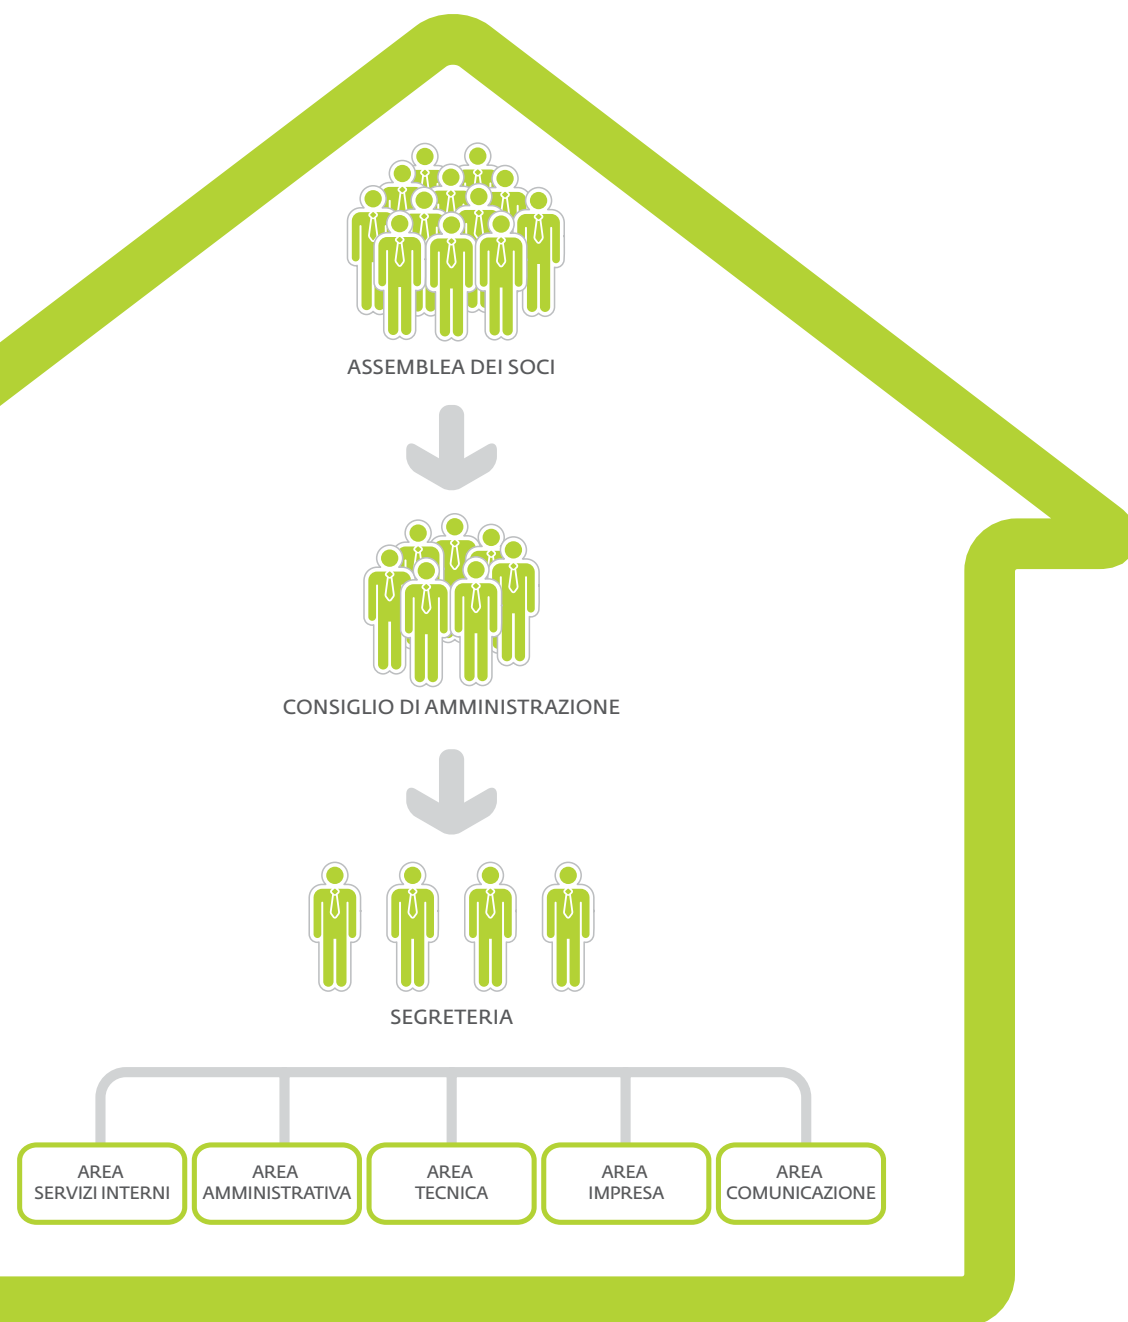 ASSEMBLEA DEI SOCI
CONSIGLIO DI AMMINISTRAZIONE
SEGRETERIA
AREA
SERVIZI INTERNI
AREA
AMMINISTRATIVA
AREA
TECNICA
AREA
IMPRESA
AREA
COMUNICAZIONE